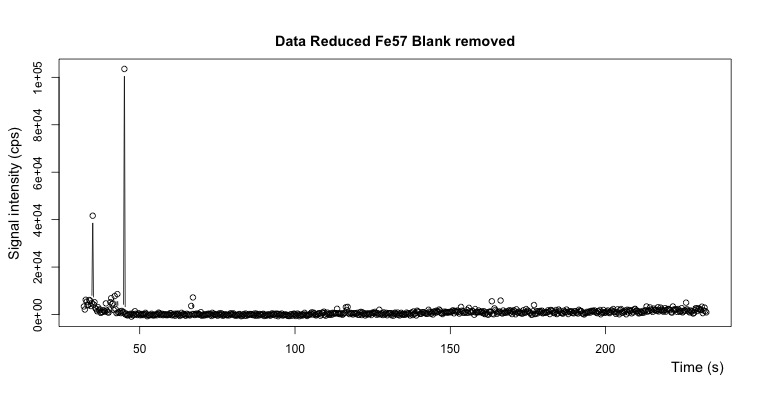 Data Reduced Fe57 Blank removed
Signal intensity (cps)
1e+05
8e+04
6e+04
4e+04
2e+04
0e+00
50 100 150 200
Time (s)